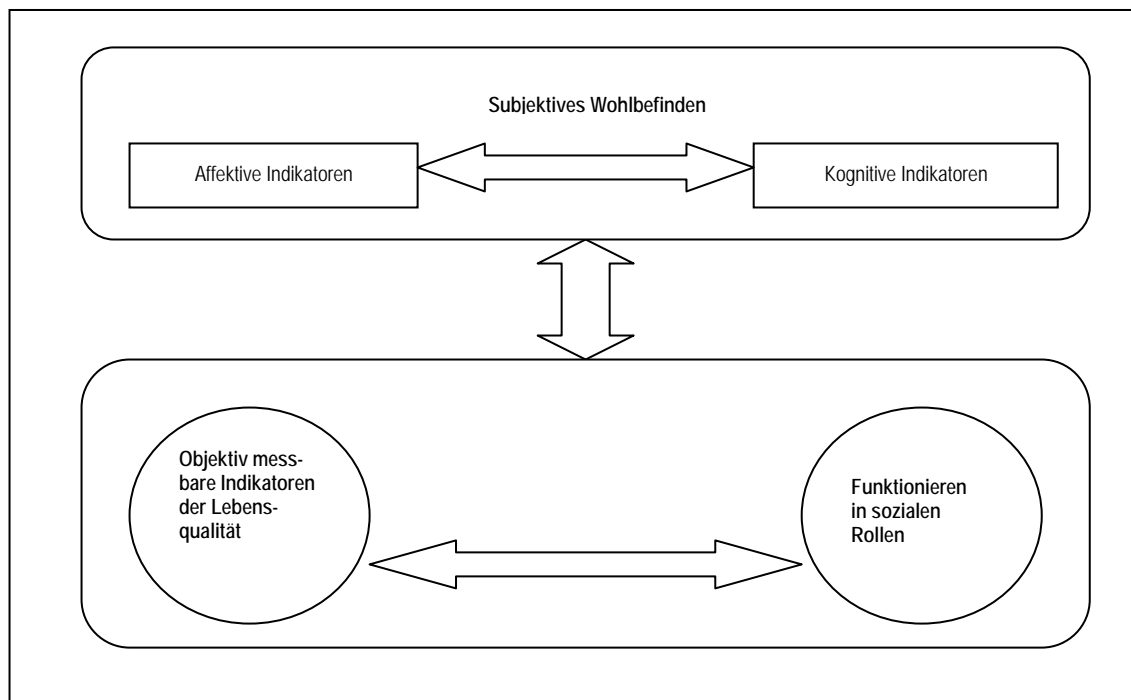 Subjektives Wohlbefinden
Affektive Indikatoren
Kognitive Indikatoren
Objektiv mess-
bare Indikatoren
der Lebens-
qualität
Funktionieren
in sozialen
Rollen